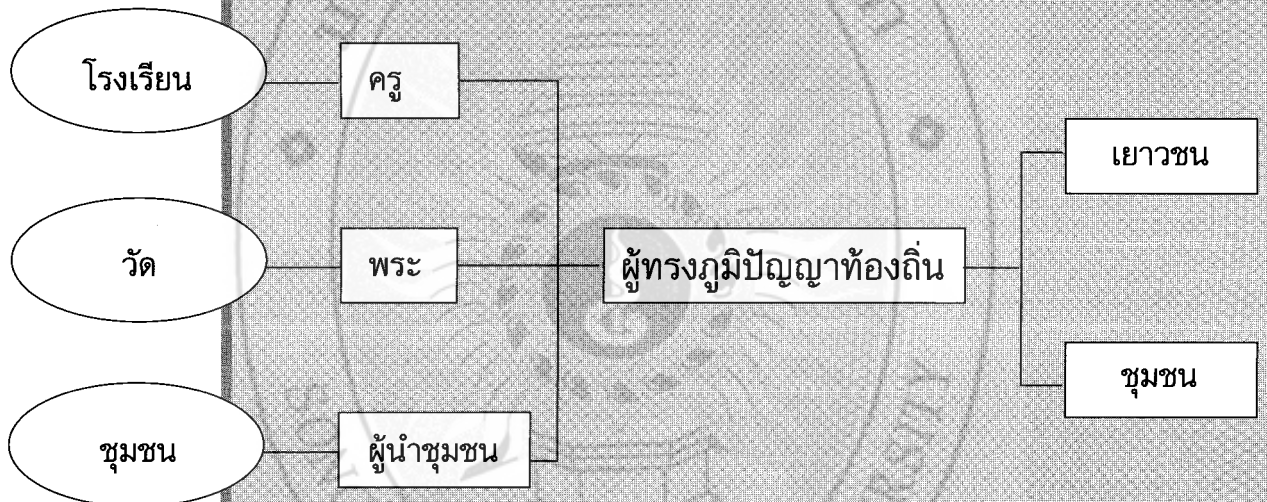 โรงเรียน
ครู
เยาวชน
วัด
พระ
ผู้ทรงภูมิปัญญาท้องถิ่น
ชุมชน
ชุมชน
ผู้นำชุมชน
RSITY